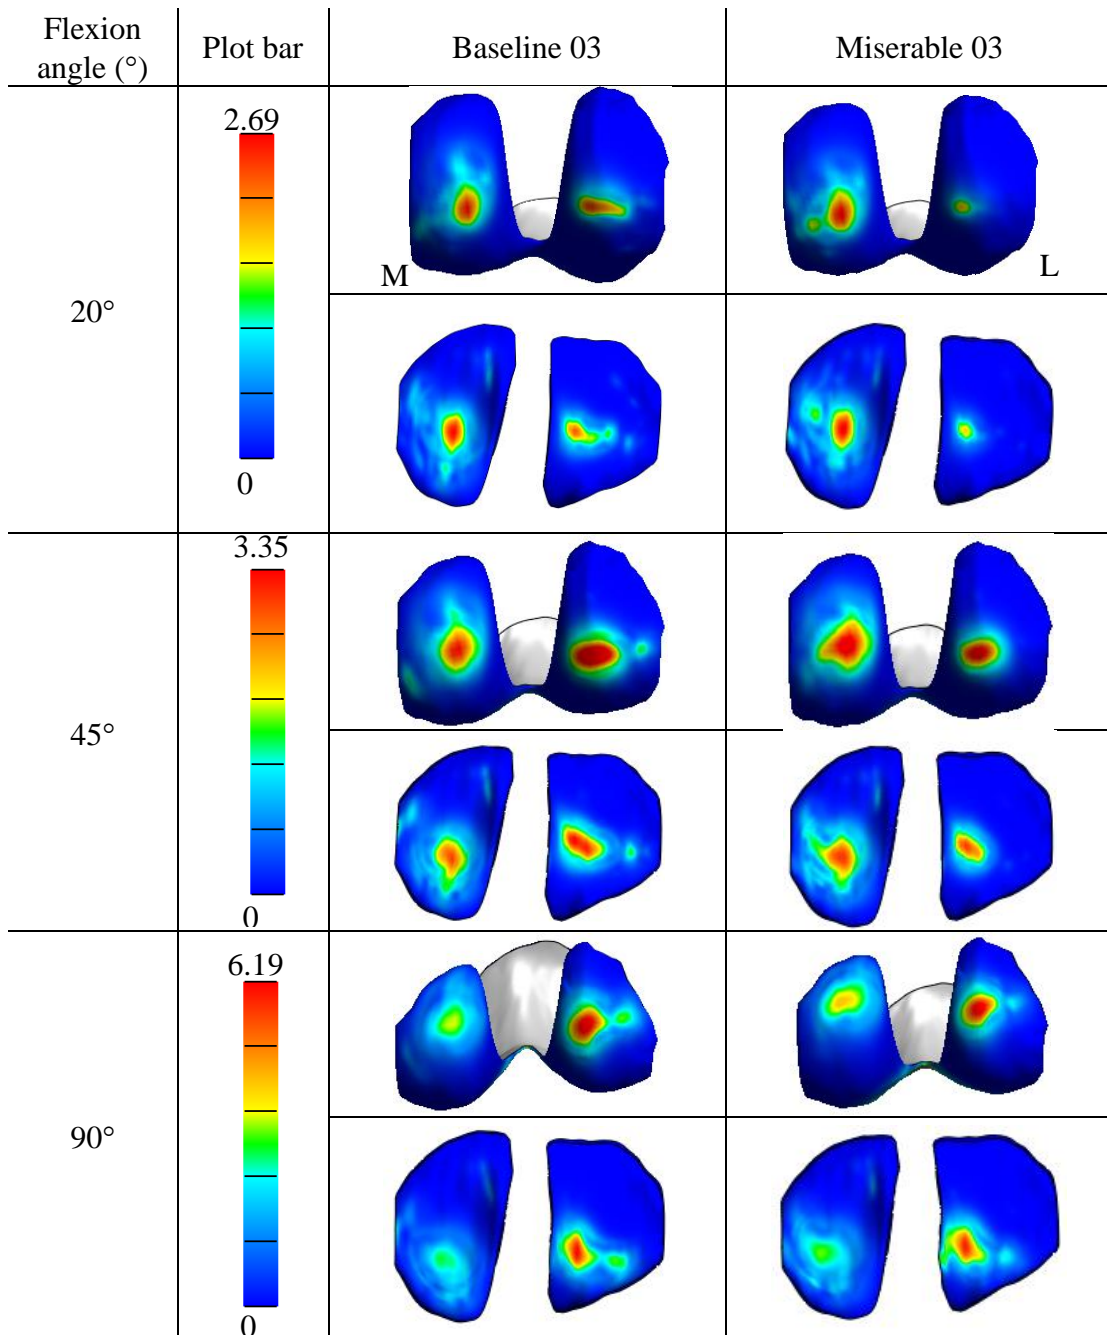 Flexion
angle (°)
Plot bar
Baseline 03
Miserable 03
20°
2.69
0
M
L
45°
3.35
0
90°
6.19
0